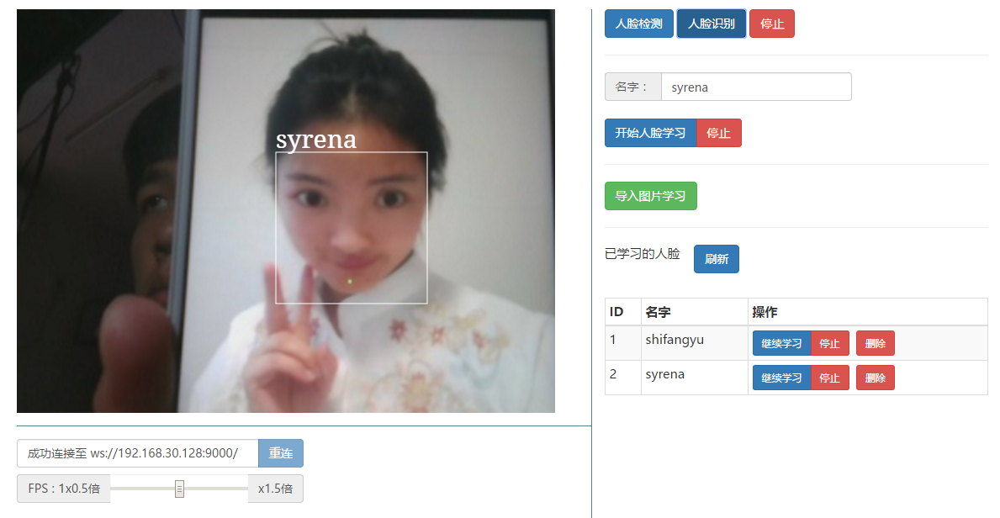 人脸检测 人脸识别 停止
syrena
名字： syrena
开始人脸学习 停止
导入图片学习
已学习的人脸 刷新
ID 名字 操作
1 shifangyu 继续学习 停止 删除
2 syrena 继续学习 停止 删除
成功连接至 ws://192.168.30.128:9000/ 重连
FPS : 1x0.5倍 x1.5倍